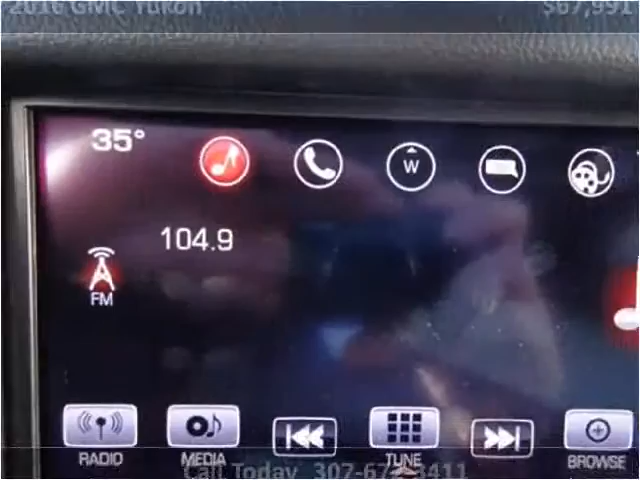 2016 GMC Yukon $67,991
35°
W
104.9
FM
RADIO MEDIA TUNE BROWSE
Call Today 307-672-3411